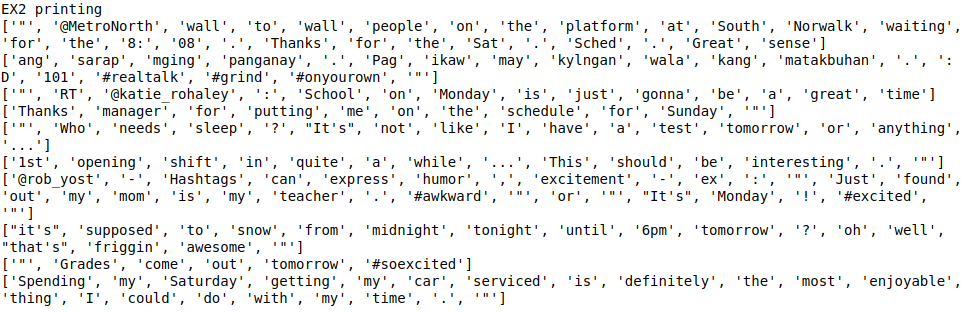 EX2 printing
['"', '@MetroNorth', 'wall', 'to', 'wall', 'people', 'on', 'the', 'platform', 'at', 'South', 'Norwalk', 'waiting',
'for', 'the', '8:', '08', '.', 'Thanks', 'for', 'the', 'Sat', '.', 'Sched', '.', 'Great', 'sense']
['ang', 'sarap', 'mging', 'panganay', '.', 'Pag', 'ikaw', 'may', 'kylngan', 'wala', 'kang', 'matakbuhan', '.', ':
D', '101', '#realtalk', '#grind', '#onyourown', '"']
['"', 'RT', '@katie_rohaley', ':', 'School', 'on', 'Monday', 'is', 'just', 'gonna', 'be', 'a', 'great', 'time']
['Thanks', 'manager', 'for', 'putting', 'me', 'on', 'the', 'schedule', 'for', 'Sunday', '"']
['"', 'Who', 'needs', 'sleep', '?', "It's", 'not', 'like', 'I', 'have', 'a', 'test', 'tomorrow', 'or', 'anything',
'...']
['1st', 'opening', 'shift', 'in', 'quite', 'a', 'while', '...', 'This', 'should', 'be', 'interesting', '.', '"']
['@rob_yost', '-', 'Hashtags', 'can', 'express', 'humor', ',', 'excitement', '-', 'ex', ':', '"', 'Just', 'found',
'out', 'my', 'mom', 'is', 'my', 'teacher', '.', '#awkward', '"', 'or', '"', "It's", 'Monday', '!', '#excited',
'"']
["it's", 'supposed', 'to', 'snow', 'from', 'midnight', 'tonight', 'until', '6pm', 'tomorrow', '?', 'oh', 'well',
"that's", 'friggin', 'awesome', '"']
['"', 'Grades', 'come', 'out', 'tomorrow', '#soexcited']
['Spending', 'my', 'Saturday', 'getting', 'my', 'car', 'serviced', 'is', 'definitely', 'the', 'most', 'enjoyable',
'thing', 'I', 'could', 'do', 'with', 'my', 'time', '.', '"']